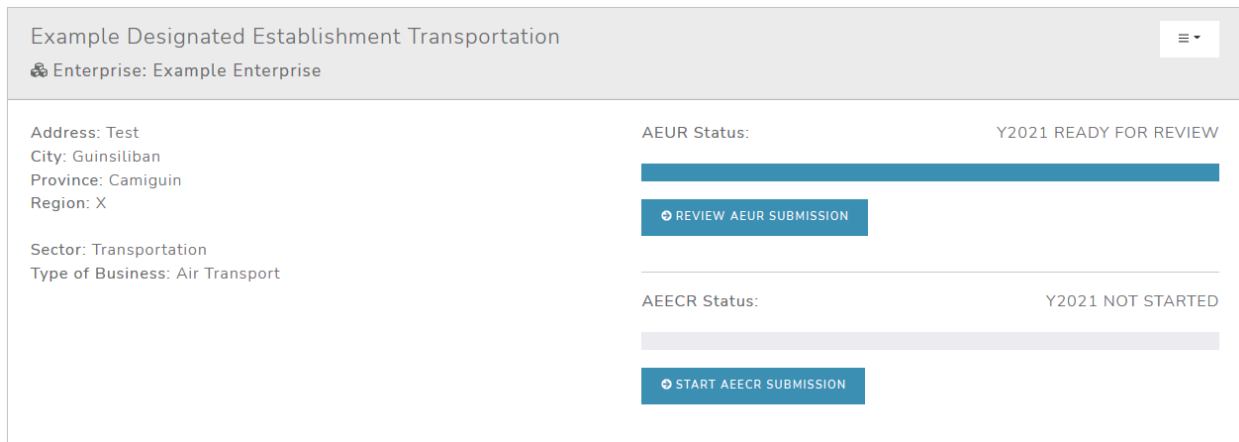 Example Designated Establishment Transportation
Enterprise: Example Enterprise
Address: Test
City: Guinsiliban
Province: Camiguin
Region: X
Sector: Transportation
Type of Business: Air Transport
AEUR Status: Y2021 READY FOR REVIEW
REVIEW AEUR SUBMISSION
AEECR Status: Y2021 NOT STARTED
START AEECR SUBMISSION